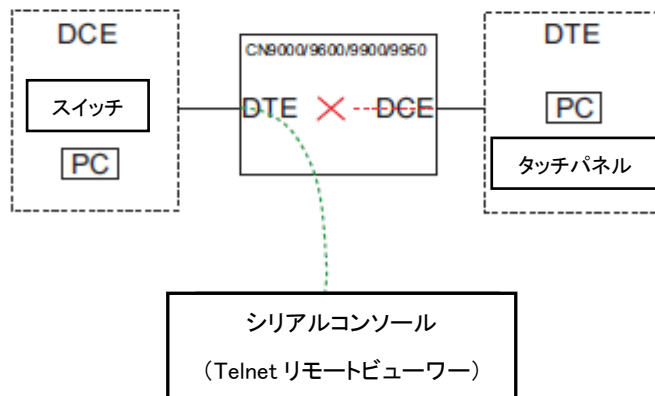 DCE
スイッチ
PC
CN9000/9600/9900/9950
DTE
DCE
DTE
PC
タッチパネル
シリアルコンソール
（Telnet リモートビューワー）